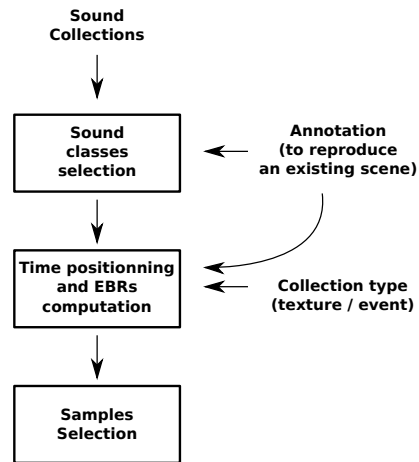 Sound
Collections
Sound
classes
selection
Annotation
(to reproduce
an existing scene)
Time positionning
and EBRs
computation
Collection type
(texture / event)
Samples
Selection